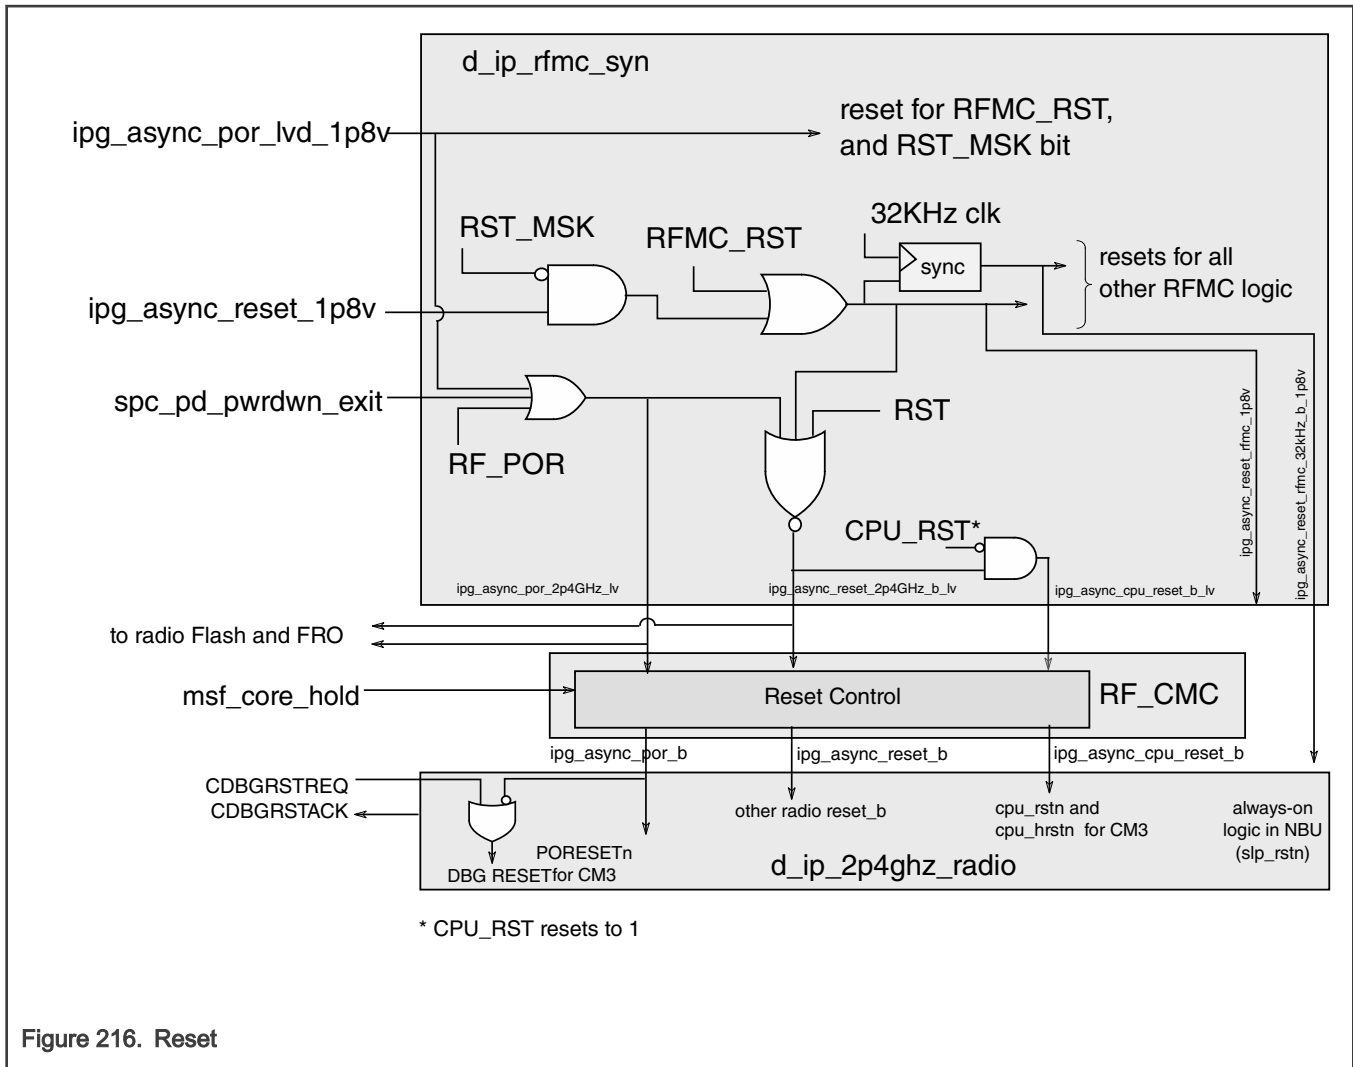 d_ip_rfmc_syn
ipg_async_por_lvd_1p8v
reset for RFMC_RST,
and RST_MSK bit
32KHz clk
RST_MSK
RFMC_RST
sync
resets for all
other RFMC logic
ipg_async_reset_1p8v
spc_pd_pwrdwn_exit
RST
RF_POR
CPU_RST*
ipg_async_reset_rfmc_1p8v
ipg_async_reset_rfmc_32kHz_b_1p8v
ipg_async_por_2p4GHz_lv
ipg_async_reset_2p4GHz_b_lv
ipg_async_cpu_reset_b_lv
to radio Flash and FRO
msf_core_hold
Reset Control
RF_CMC
ipg_async_por_b
ipg_async_reset_b
ipg_async_cpu_reset_b
CDBGRSTREQ
CDBGRSTACK
other radio reset_b
cpu_rstn and
cpu_hrstn for CM3
always-on
logic in NBU
(slp_rstn)
PORESETn
DBG RESET for CM3
d_ip_2p4ghz_radio
* CPU_RST resets to 1
Figure 216. Reset